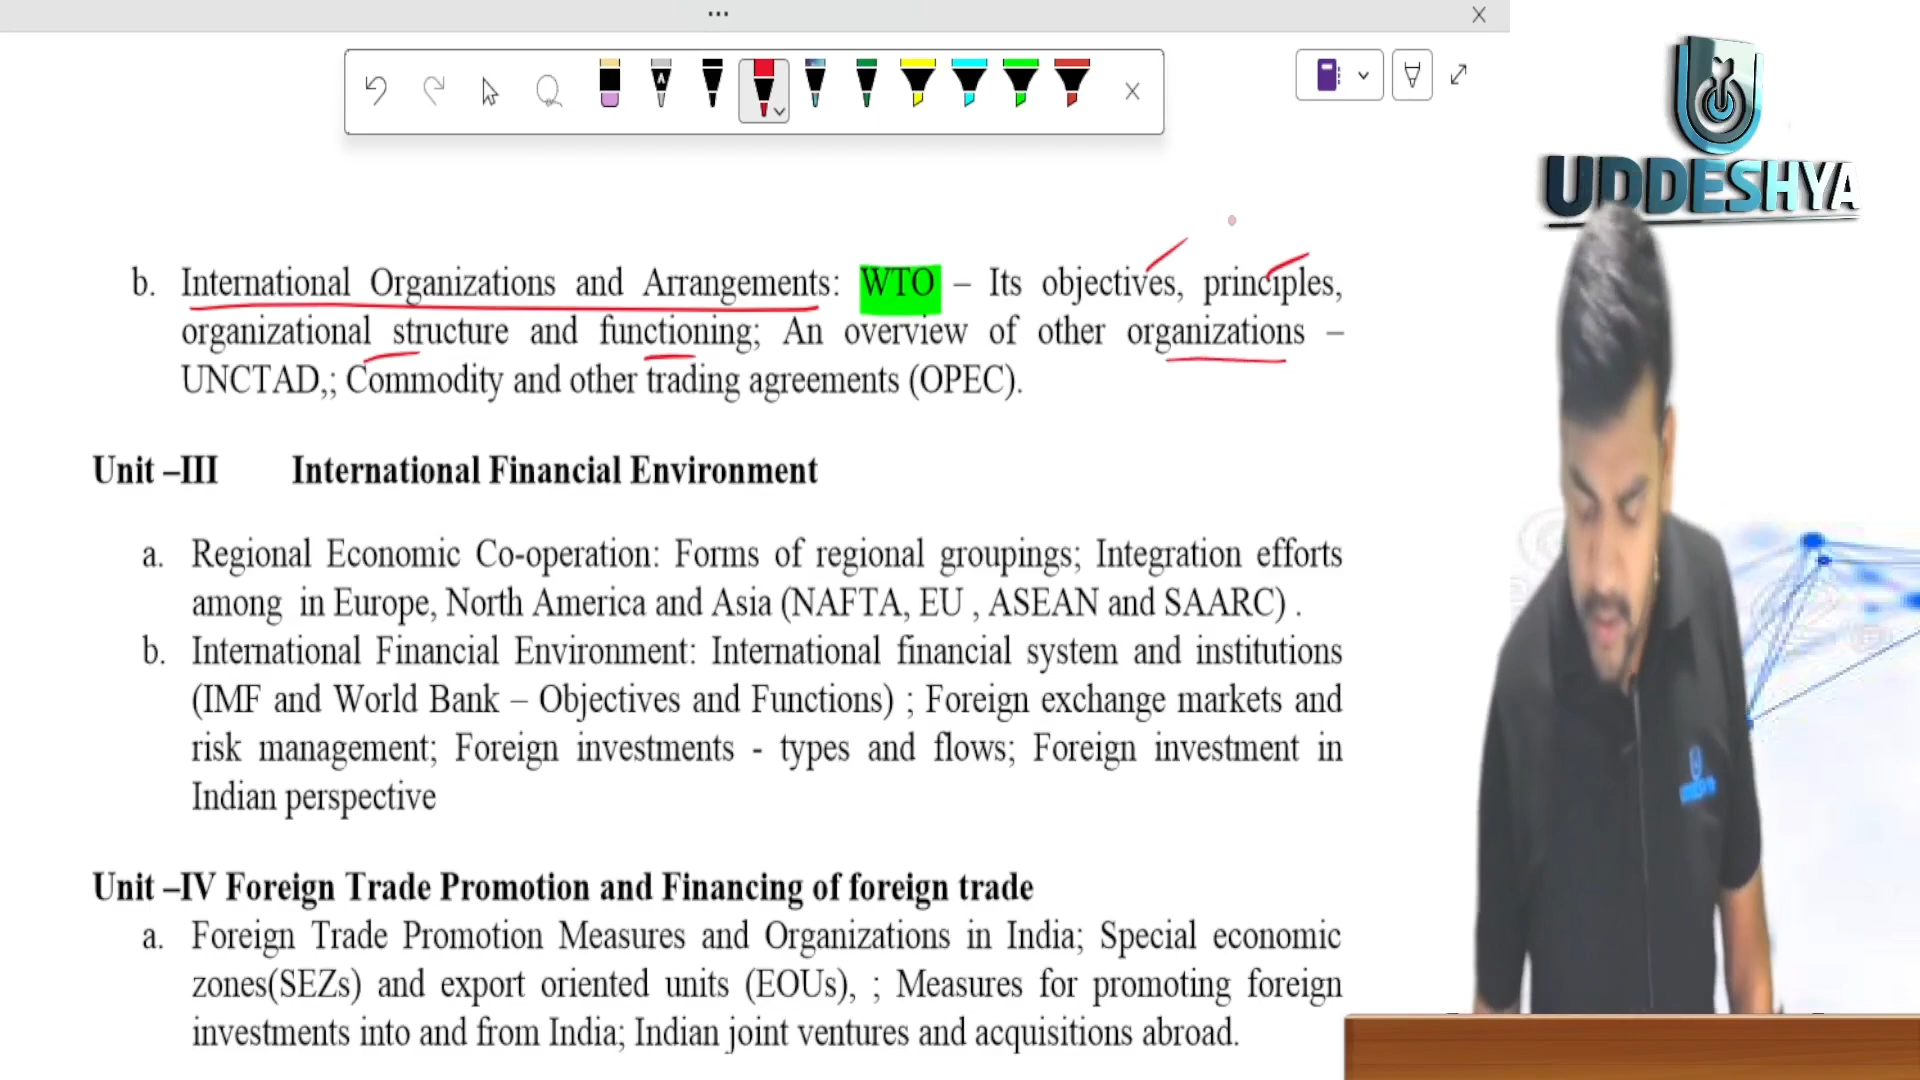 UDDESHYA
b. International Organizations and Arrangements: WTO – Its objectives, principles,
organizational structure and functioning; An overview of other organizations –
UNCTAD,; Commodity and other trading agreements (OPEC).
Unit –III International Financial Environment
a. Regional Economic Co-operation: Forms of regional groupings; Integration efforts
among in Europe, North America and Asia (NAFTA, EU , ASEAN and SAARC) .
b. International Financial Environment: International financial system and institutions
(IMF and World Bank – Objectives and Functions) ; Foreign exchange markets and
risk management; Foreign investments - types and flows; Foreign investment in
Indian perspective
Unit –IV Foreign Trade Promotion and Financing of foreign trade
a. Foreign Trade Promotion Measures and Organizations in India; Special economic
zones(SEZs) and export oriented units (EOUs), ; Measures for promoting foreign
investments into and from India; Indian joint ventures and acquisitions abroad.